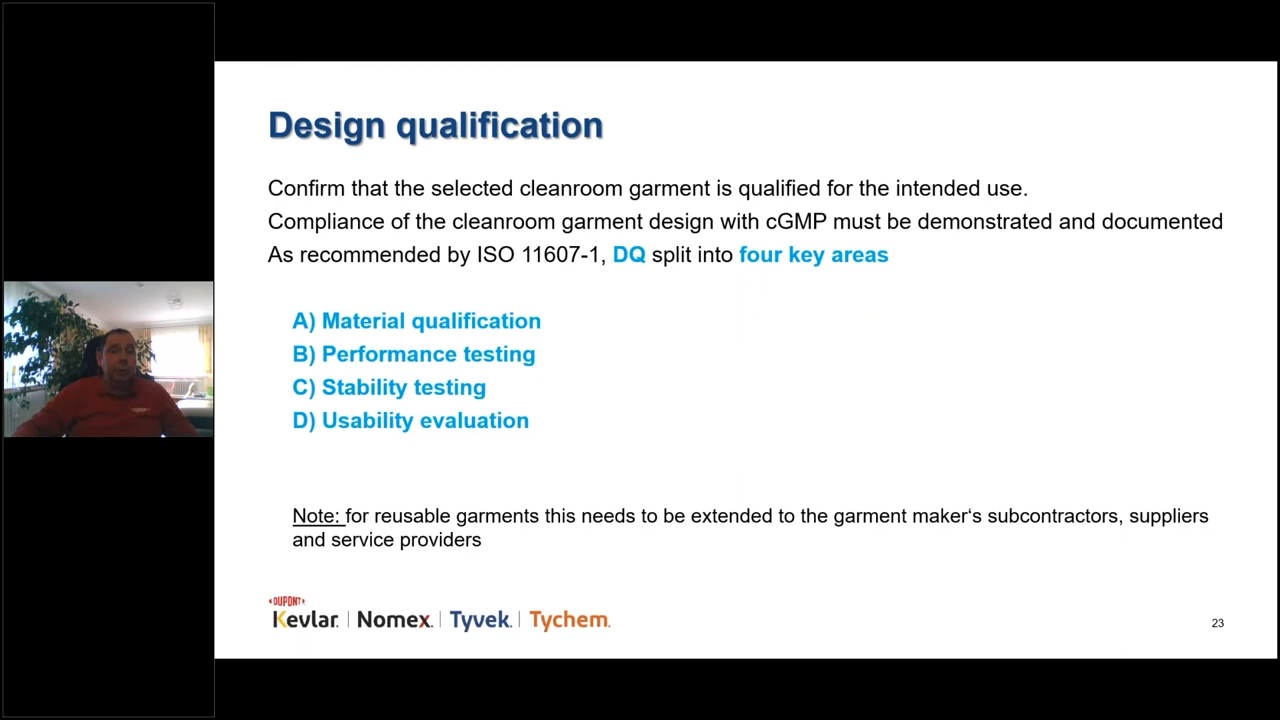 Design qualification
Confirm that the selected cleanroom garment is qualified for the intended use.
Compliance of the cleanroom garment design with cGMP must be demonstrated and documented
As recommended by ISO 11607-1, DQ split into four key areas
A) Material qualification
B) Performance testing
C) Stability testing
D) Usability evaluation
Note: for reusable garments this needs to be extended to the garment maker‘s subcontractors, suppliers
and service providers
DUPONT
Kevlar. | Nomex. | Tyvek. | Tychem.
23